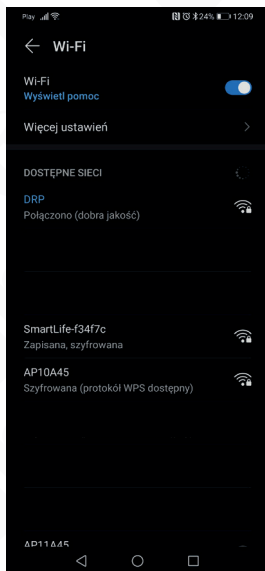 Play 24% 12:09
Wi-Fi
Wi-Fi
Wyświetl pomoc
Więcej ustawień
DOSTĘPNE SIECI
DRP
Połączono (dobra jakość)
SmartLife-f34f7c
Zapisana, szyfrowana
AP10A45
Szyfrowana (protokół WPS dostępny)
AP11A45